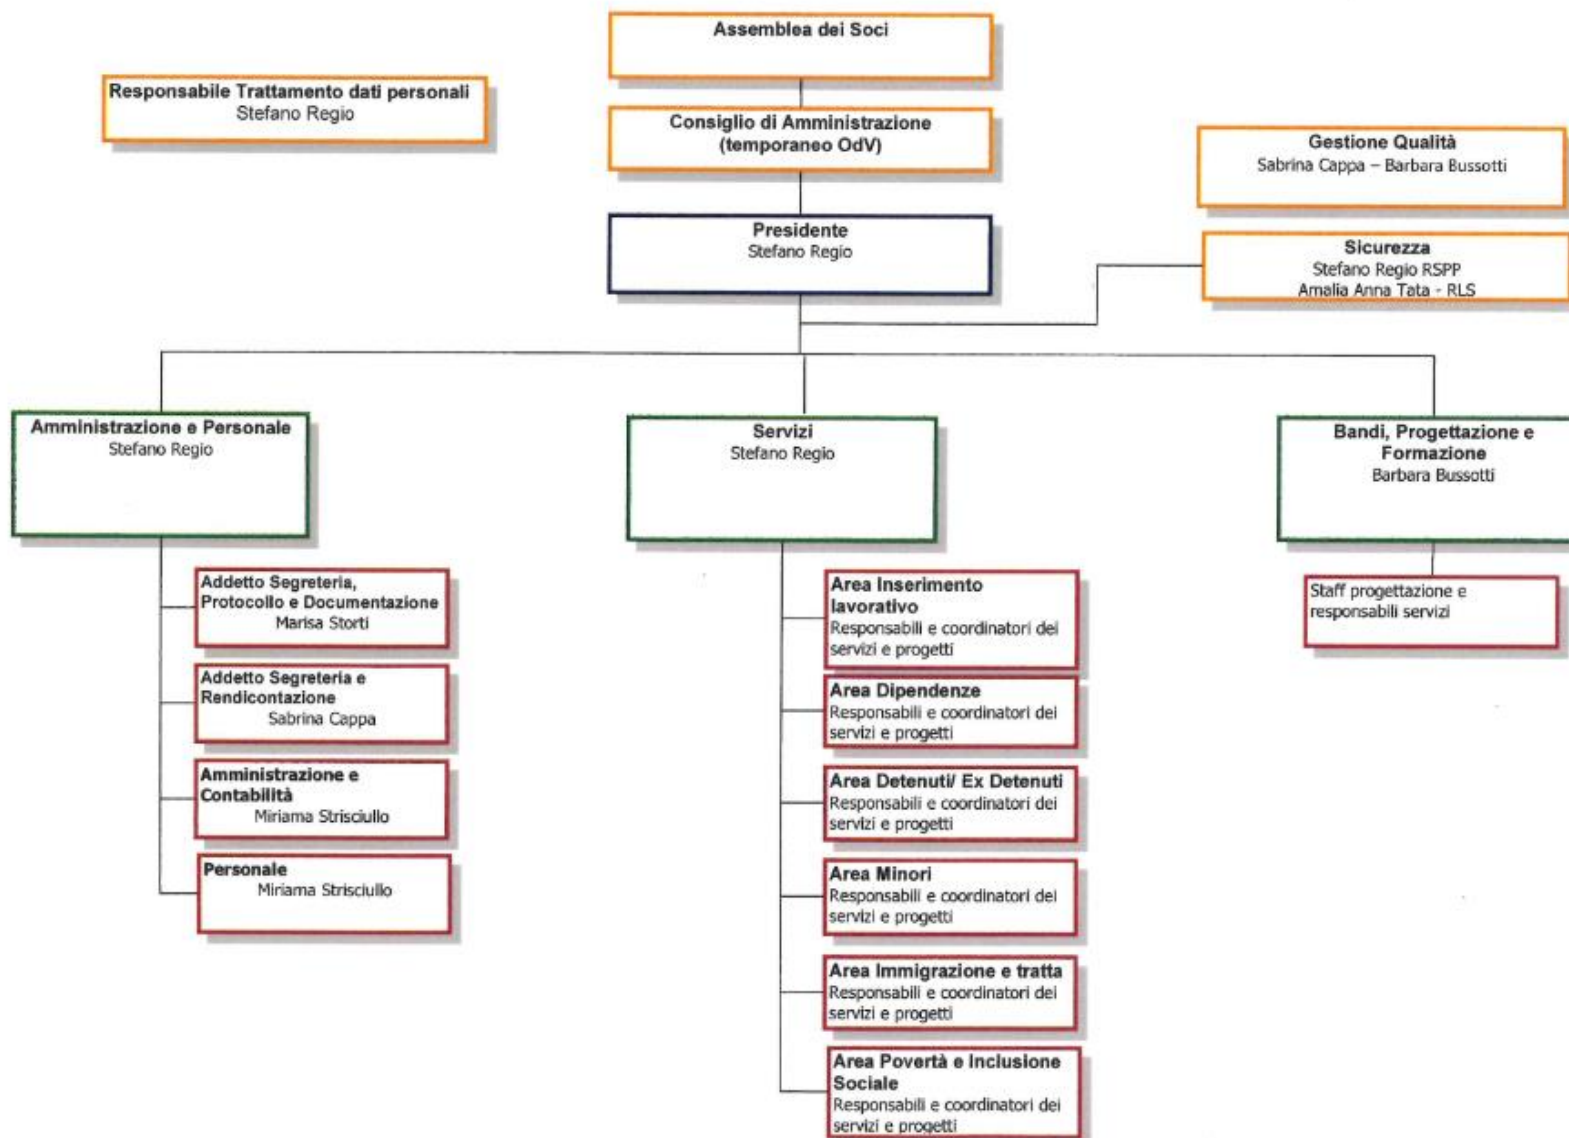 Assemblea dei Soci
Responsabile Trattamento dati personali
Stefano Regio
Consiglio di Amministrazione
(temporaneo OdV)
Gestione Qualità
Sabrina Cappa – Barbara Bussotti
Presidente
Stefano Regio
Sicurezza
Stefano Regio RSPP
Amalia Anna Tata - RLS
Amministrazione e Personale
Stefano Regio
Servizi
Stefano Regio
Bandi, Progettazione e
Formazione
Barbara Bussotti
Addetto Segreteria,
Protocollo e Documentazione
Marisa Storti
Addetto Segreteria e
Rendicontazione
Sabrina Cappa
Amministrazione e
Contabilità
Miriama Strisciullo
Personale
Miriama Strisciullo
Area Inserimento
lavorativo
Responsabili e coordinatori dei
servizi e progetti
Area Dipendenze
Responsabili e coordinatori dei
servizi e progetti
Area Detenuti/ Ex Detenuti
Responsabili e coordinatori dei
servizi e progetti
Area Minori
Responsabili e coordinatori dei
servizi e progetti
Area Immigrazione e tratta
Responsabili e coordinatori dei
servizi e progetti
Area Povertà e Inclusione
Sociale
Responsabili e coordinatori dei
servizi e progetti
Staff progettazione e
responsabili servizi